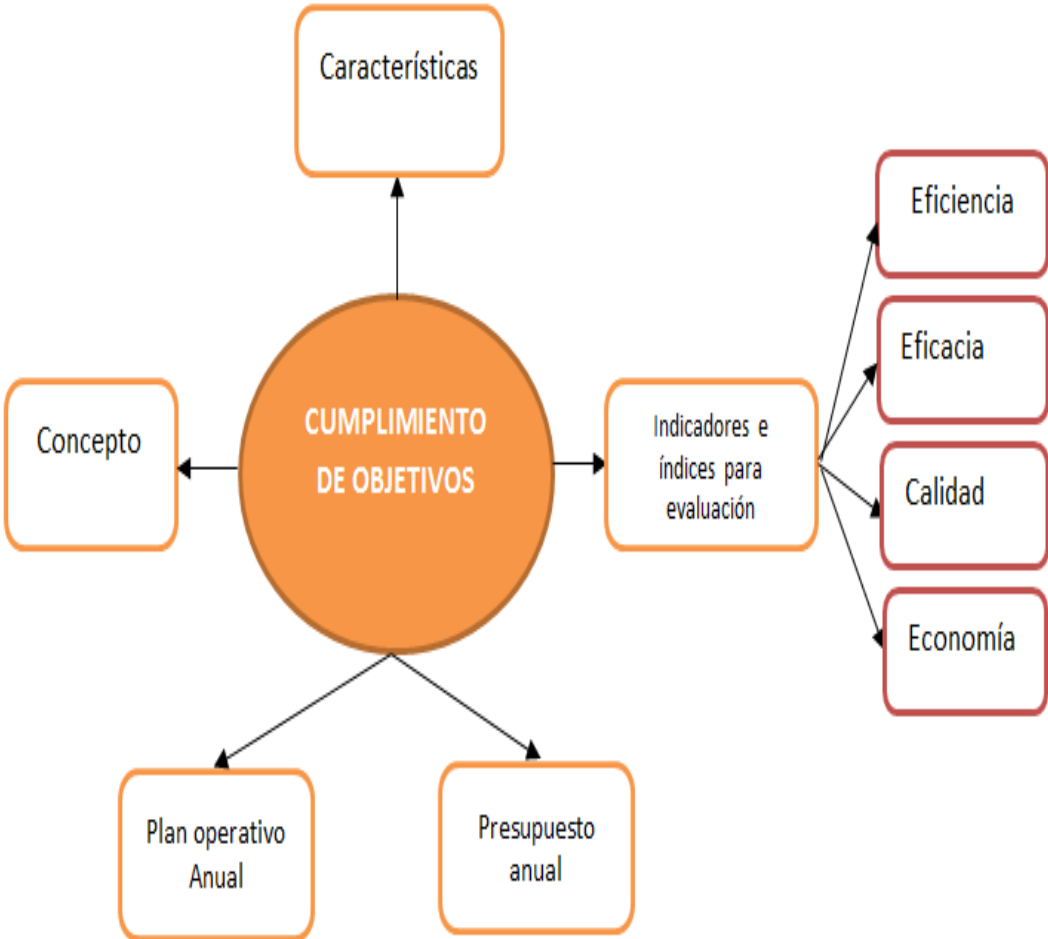 Características
Eficiencia
Eficacia
CUMPLIMIENTO
DE OBJETIVOS
Concepto
Indicadores e
índices para
evaluación
Calidad
Economía
Plan operativo
Anual
Presupuesto
anual